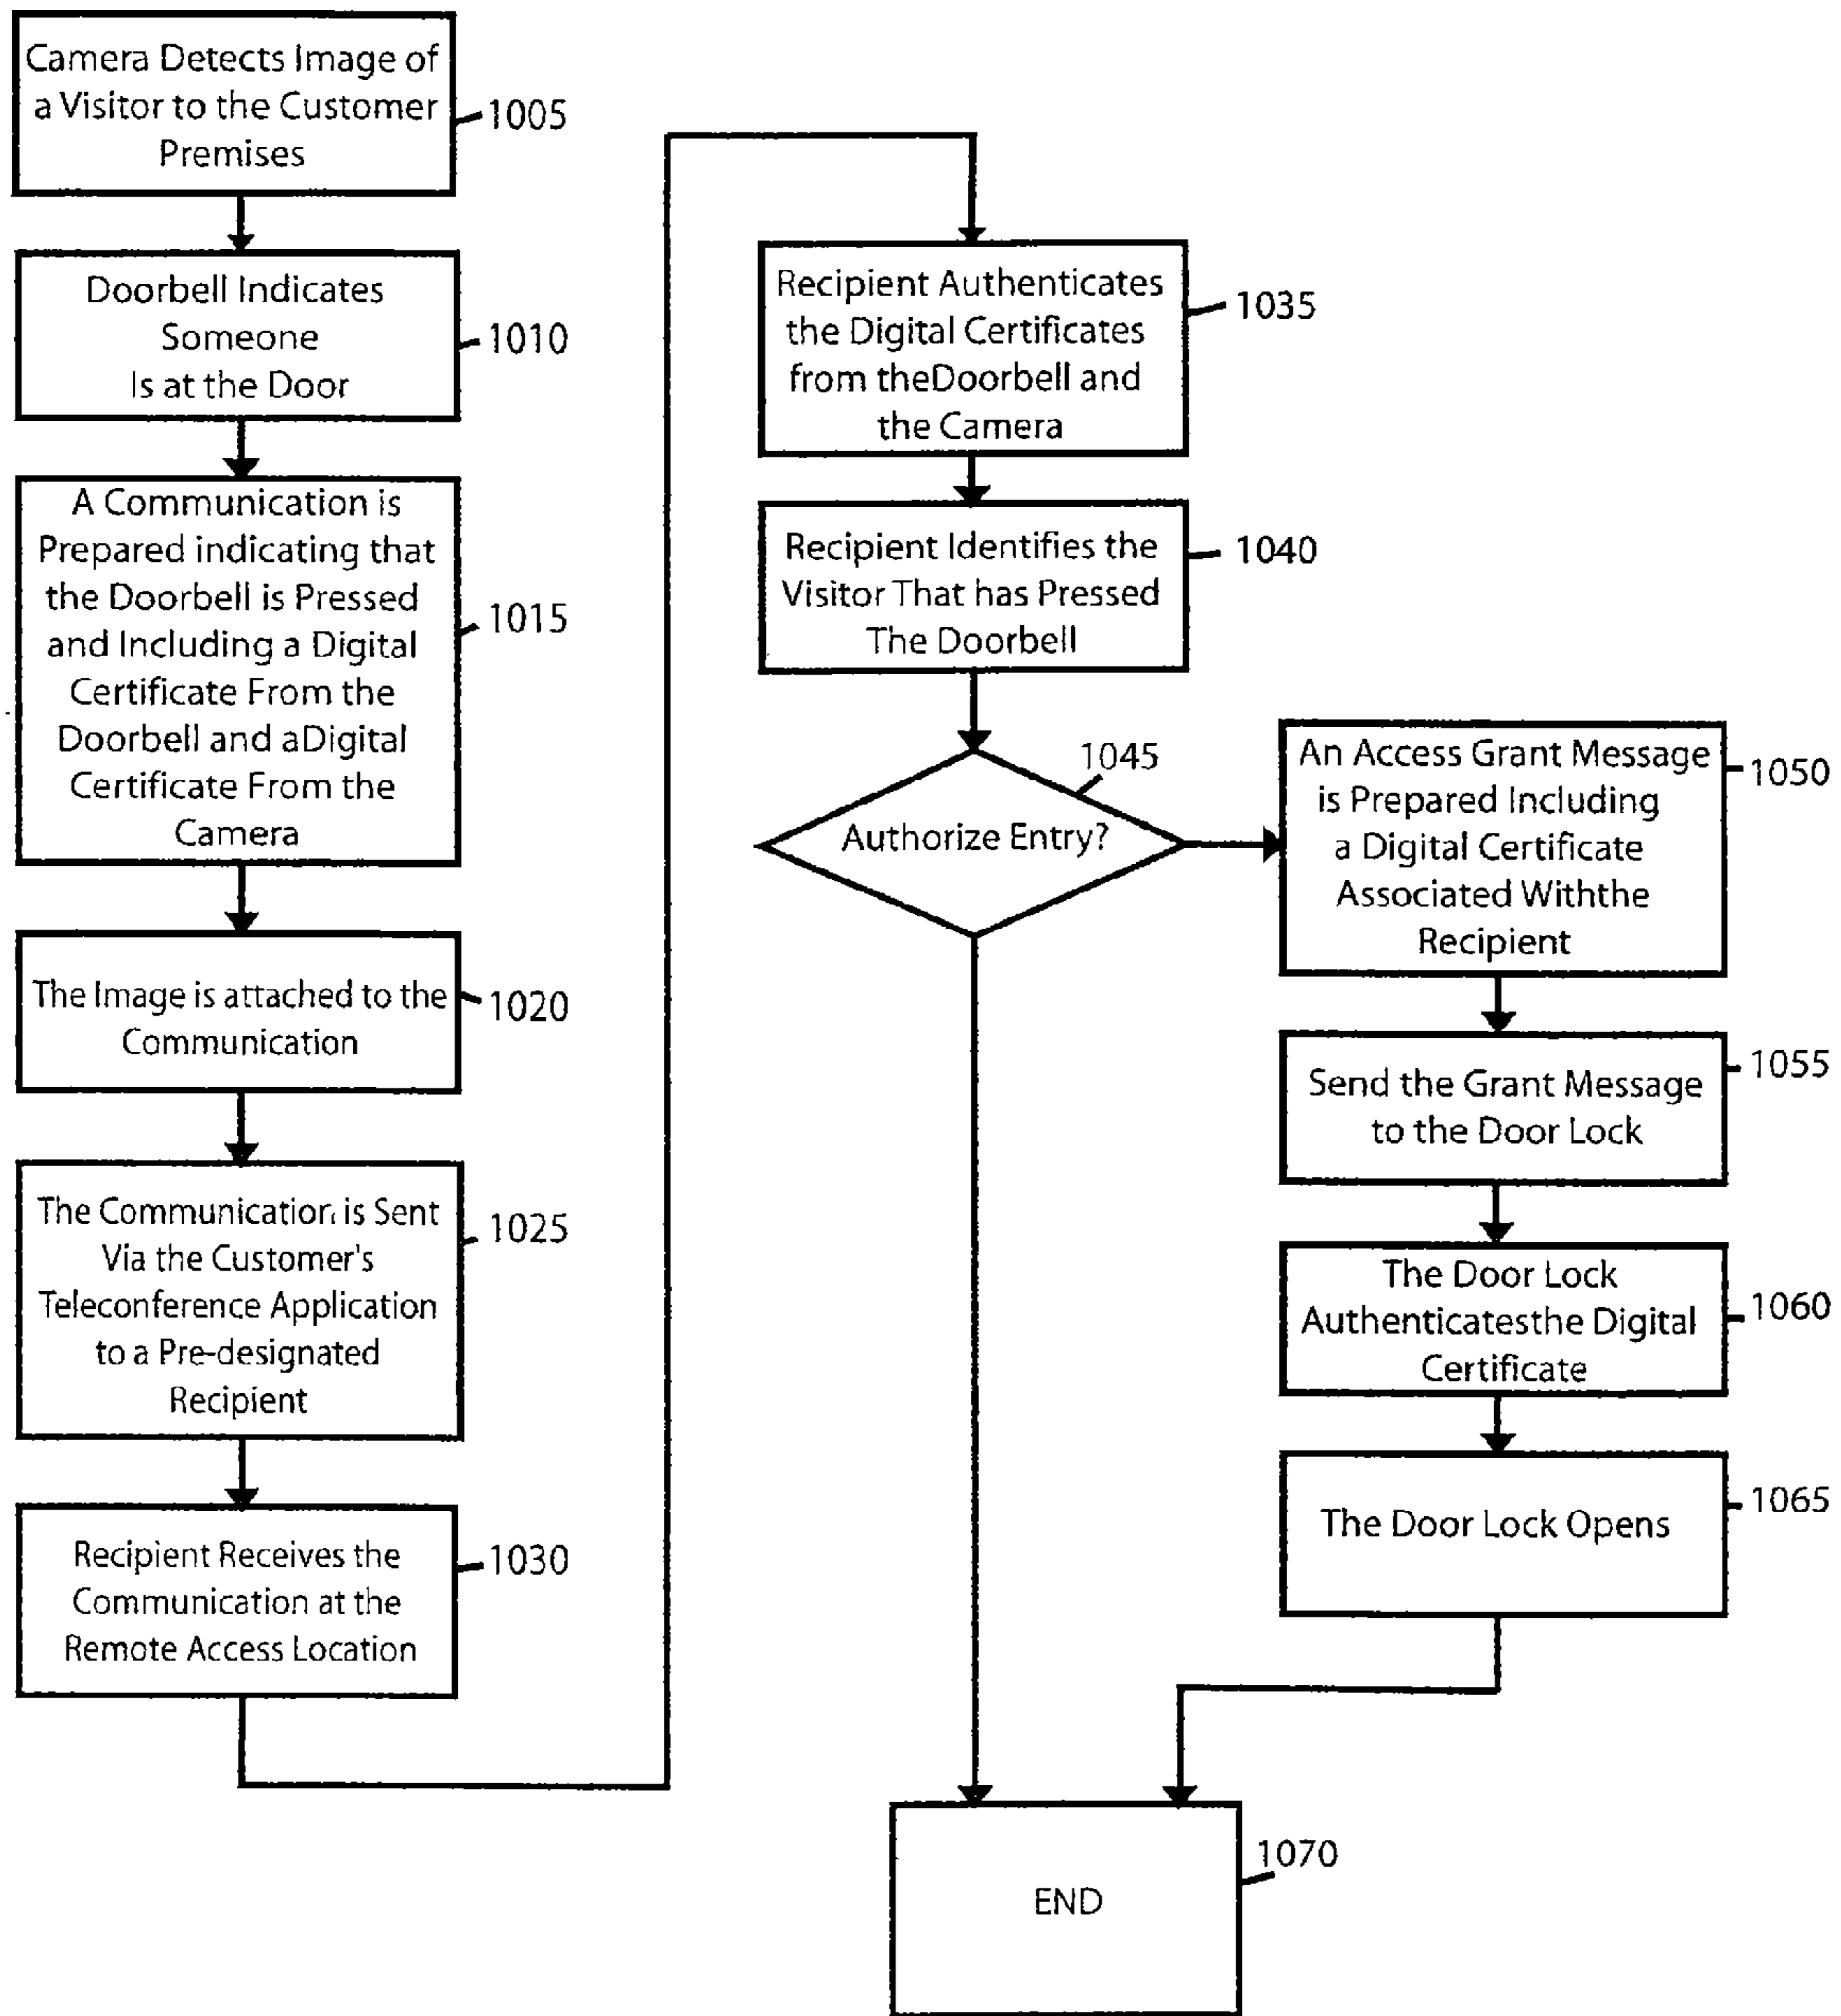 Camera Detects Image of
a Visitor to the Customer
Premises
1005
Doorbell Indicates
Someone
Is at the Door
1010
A Communication is
Prepared indicating that
the Doorbell is Pressed
and Including a Digital
Certificate From the
Doorbell and aDigital
Certificate From the
Camera
1015
The Image is attached to the
Communication
1020
The Communication is Sent
Via the Customer's
Teleconference Application
to a Pre-designated
Recipient
1025
Recipient Receives the
Communication at the
Remote Access Location
1030
Recipient Authenticates
the Digital Certificates
from theDoorbell and
the Camera
1035
Recipient Identifies the
Visitor That has Pressed
The Doorbell
1040
Authorize Entry?
1045
An Access Grant Message
is Prepared Including
a Digital Certificate
Associated Withthe
Recipient
1050
Send the Grant Message
to the Door Lock
1055
The Door Lock
Authenticatesthe Digital
Certificate
1060
The Door Lock Opens
1065
END
1070